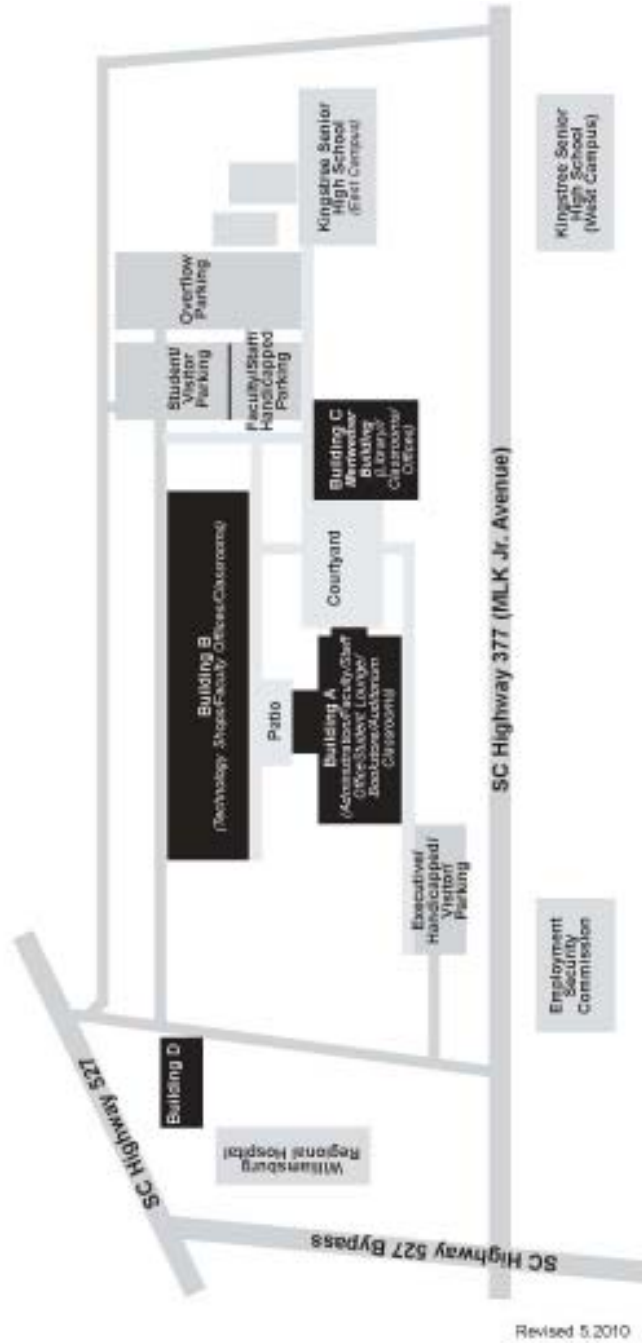 Kingstree Senior
High School
(East Campus)
Kingstree Senior
High School
(West Campus)
Overflow
Parking
Student/
Visitor
Parking
Faculty/Staff/
Handicapped
Parking
Building C
Meriwether
Building
(Library//
Classrooms/
Offices)
Building B
(Technology Shops/Faculty Offices/Classrooms)
Courtyard
Patio
Building A
(Administration/Faculty/Staff
Office/Student Lounge/
Bookstore/Auditorium
Classrooms)
SC Highway 377 (MLK Jr. Avenue)
Executive/
Handicapped/
Visitor/
Parking
Employment
Security
Commission
Building D
SC Highway 527
Williamsburg
Regional Hospital
SC Highway 527 Bypass
Revised 5.2010